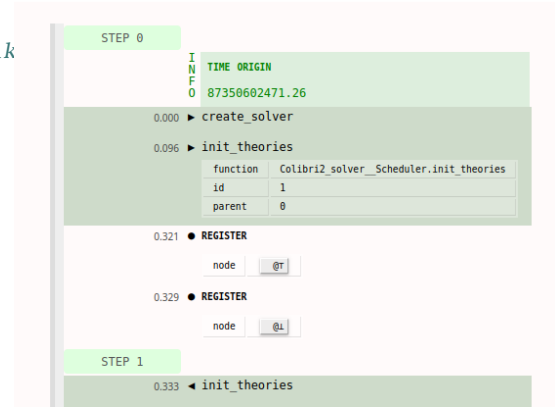 STEP 0
k
INFO
TIME ORIGIN
87350602471.26
0.000 ► create_solver
0.096 ► init_theories
function Colibri2_solver__Scheduler.init_theories
id 1
parent 0
0.321 ● REGISTER
node @⊤
0.329 ● REGISTER
node @⊥
STEP 1
0.333 ◄ init_theories